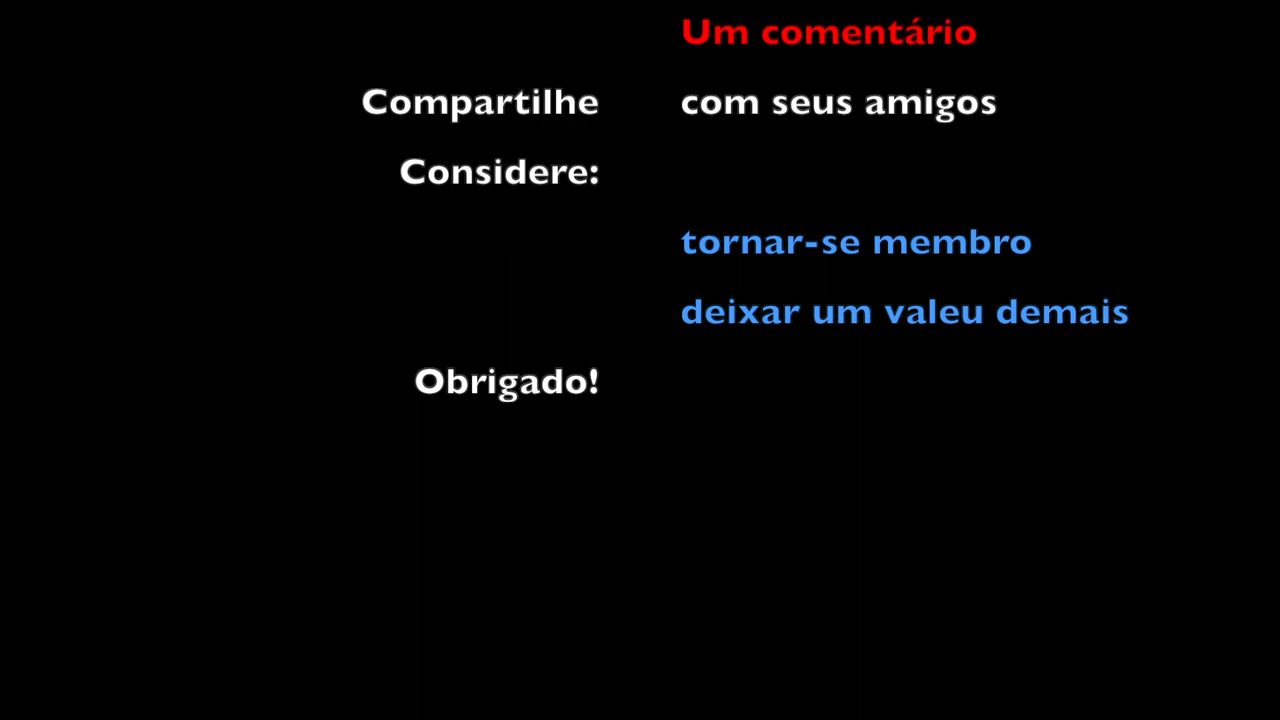 Um comentário
Compartilhe com seus amigos
Considere:
tornar-se membro
deixar um valeu demais
Obrigado!